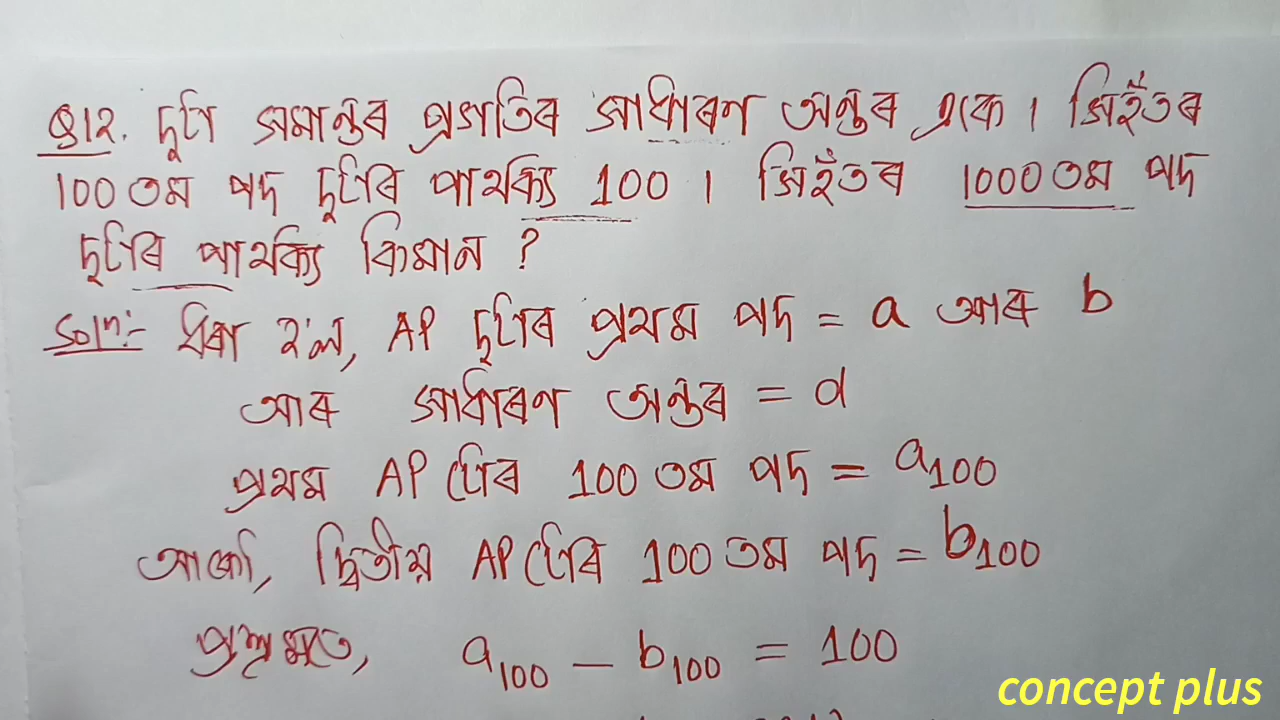 Q12. দুটা সমান্তৰ প্ৰগতিৰ সাধাৰণ অন্তৰ একে । সিহঁতৰ
100 তম পদ দুটাৰ পাৰ্থক্য 100 । সিহঁতৰ 1000 তম পদ
দুটাৰ পাৰ্থক্য কিমান ?
Solⁿ:- ধৰা হ'ল, AP দুটাৰ প্ৰথম পদ = a আৰু b
আৰু সাধাৰণ অন্তৰ = d
প্ৰথম AP টোৰ 100 তম পদ = a₁₀₀
আকৌ, দ্বিতীয় AP টোৰ 100 তম পদ = b₁₀₀
প্ৰশ্নমতে, a₁₀₀ – b₁₀₀ = 100
concept plus